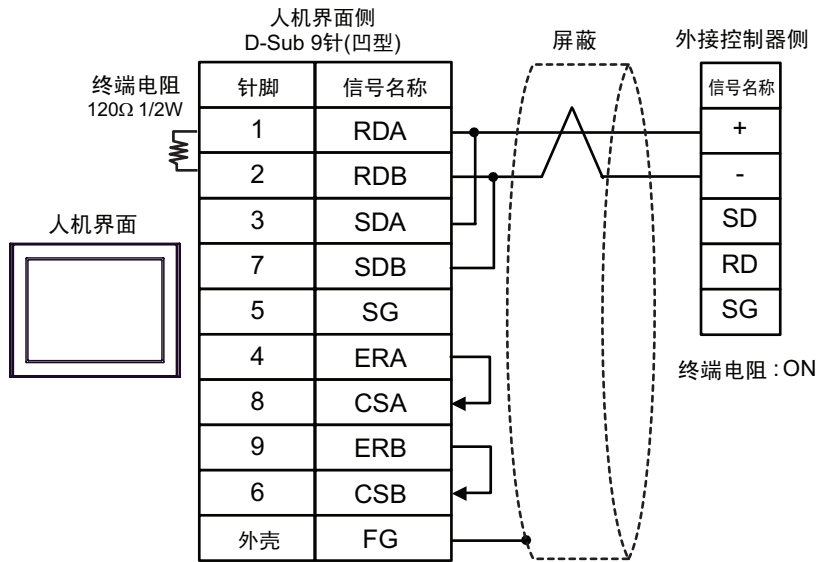 人机界面侧
D-Sub 9针(凹型)
屏蔽
外接控制器侧
终端电阻
120Ω 1/2W
人机界面
针脚 信号名称
1 RDA
2 RDB
3 SDA
7 SDB
5 SG
4 ERA
8 CSA
9 ERB
6 CSB
外壳 FG
信号名称
+
-
SD
RD
SG
终端电阻 : ON